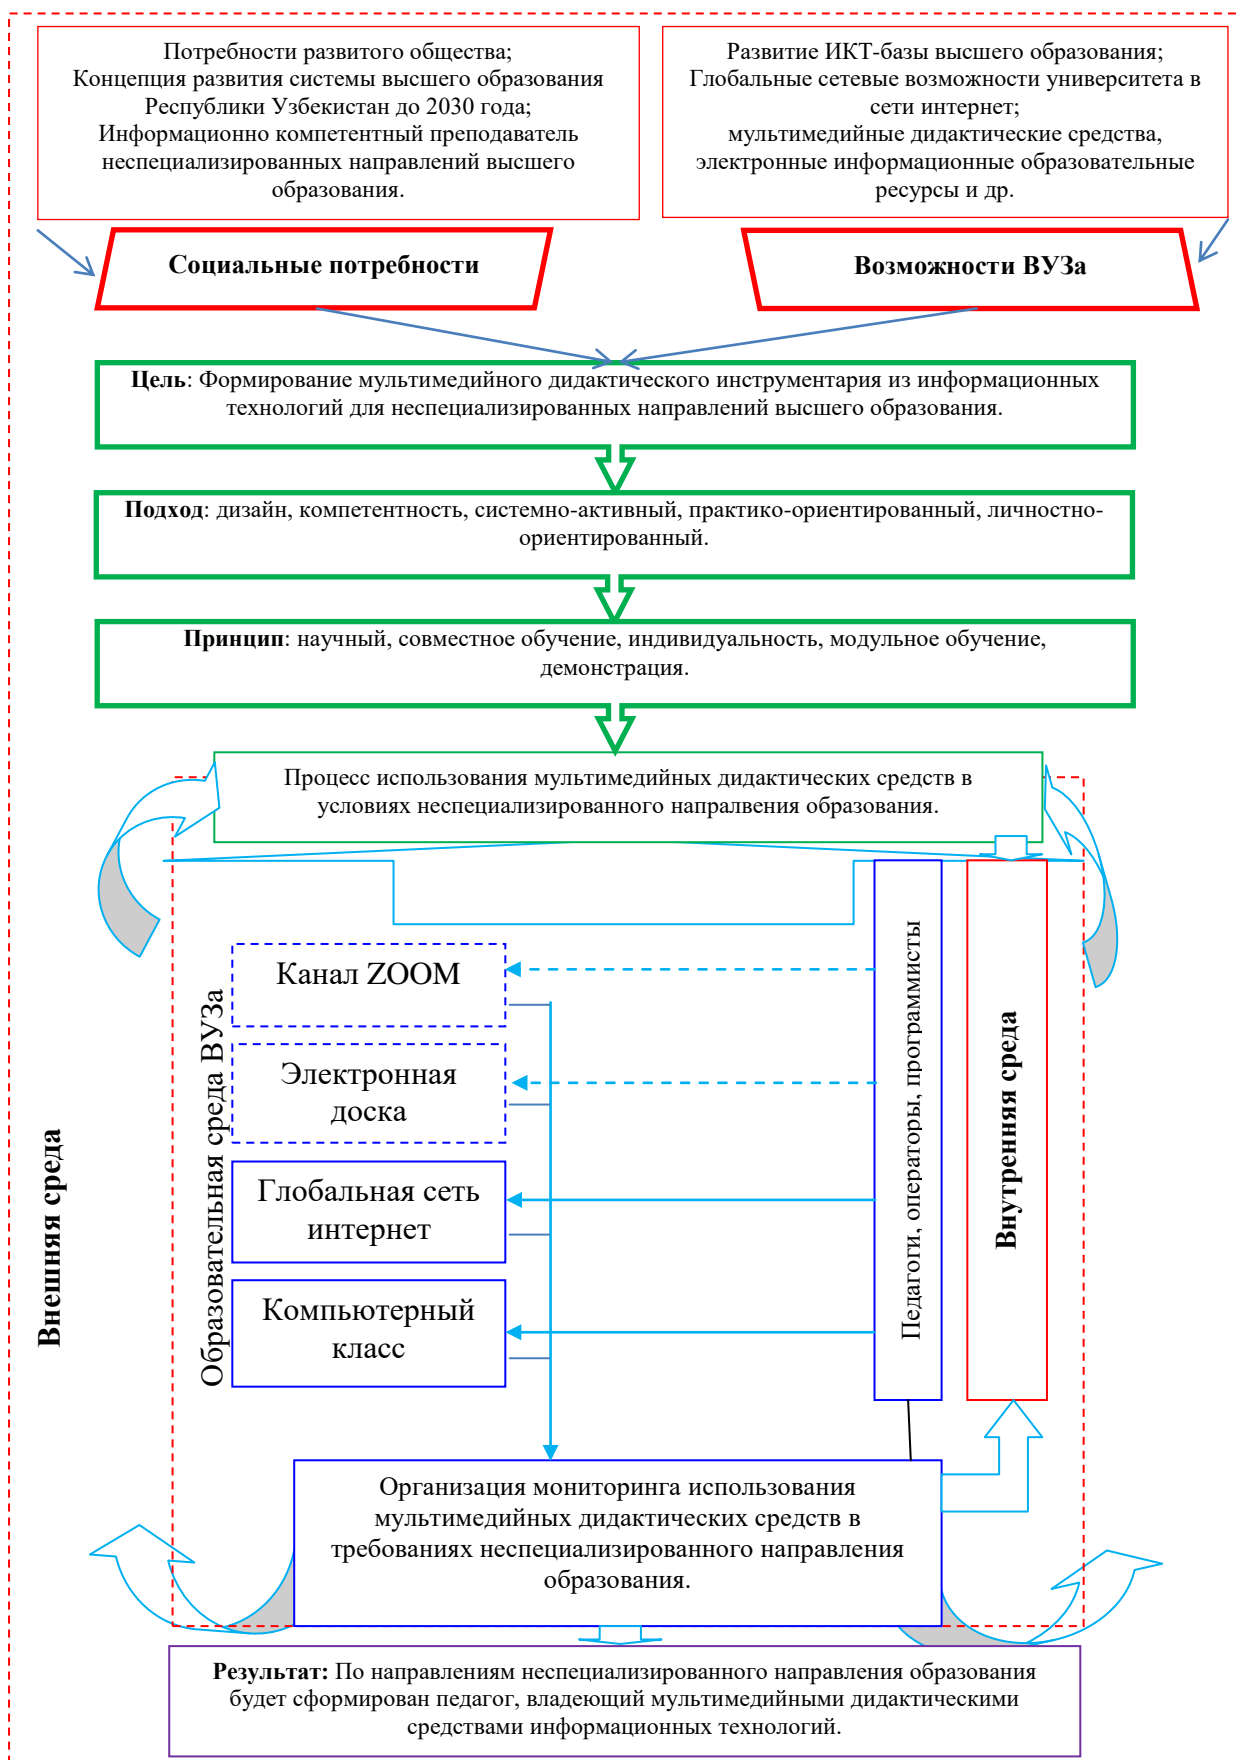 Потребности развитого общества;
Концепция развития системы высшего образования
Республики Узбекистан до 2030 года;
Информационно компетентный преподаватель
неспециализированных направлений высшего
образования.
Развитие ИКТ-базы высшего образования;
Глобальные сетевые возможности университета в
сети интернет;
мультимедийные дидактические средства,
электронные информационные образовательные
ресурсы и др.
Социальные потребности
Возможности ВУЗа
Цель: Формирование мультимедийного дидактического инструментария из информационных
технологий для неспециализированных направлений высшего образования.
Подход: дизайн, компетентность, системно-активный, практико-ориентированный, личностно-
ориентированный.
Принцип: научный, совместное обучение, индивидуальность, модульное обучение,
демонстрация.
Процесс использования мультимедийных дидактических средств в
условиях неспециализированного напралвения образования.
Внешняя среда
Образовательная среда ВУЗа
Канал ZOOM
Электронная
доска
Глобальная сеть
интернет
Компьютерный
класс
Педагоги, операторы, программисты
Внутренняя среда
Организация мониторинга использования
мультимедийных дидактических средств в
требованиях неспециализированного направления
образования.
Результат: По направлениям неспециализированного направления образования
будет сформирован педагог, владеющий мультимедийными дидактическими
средствами информационных технологий.